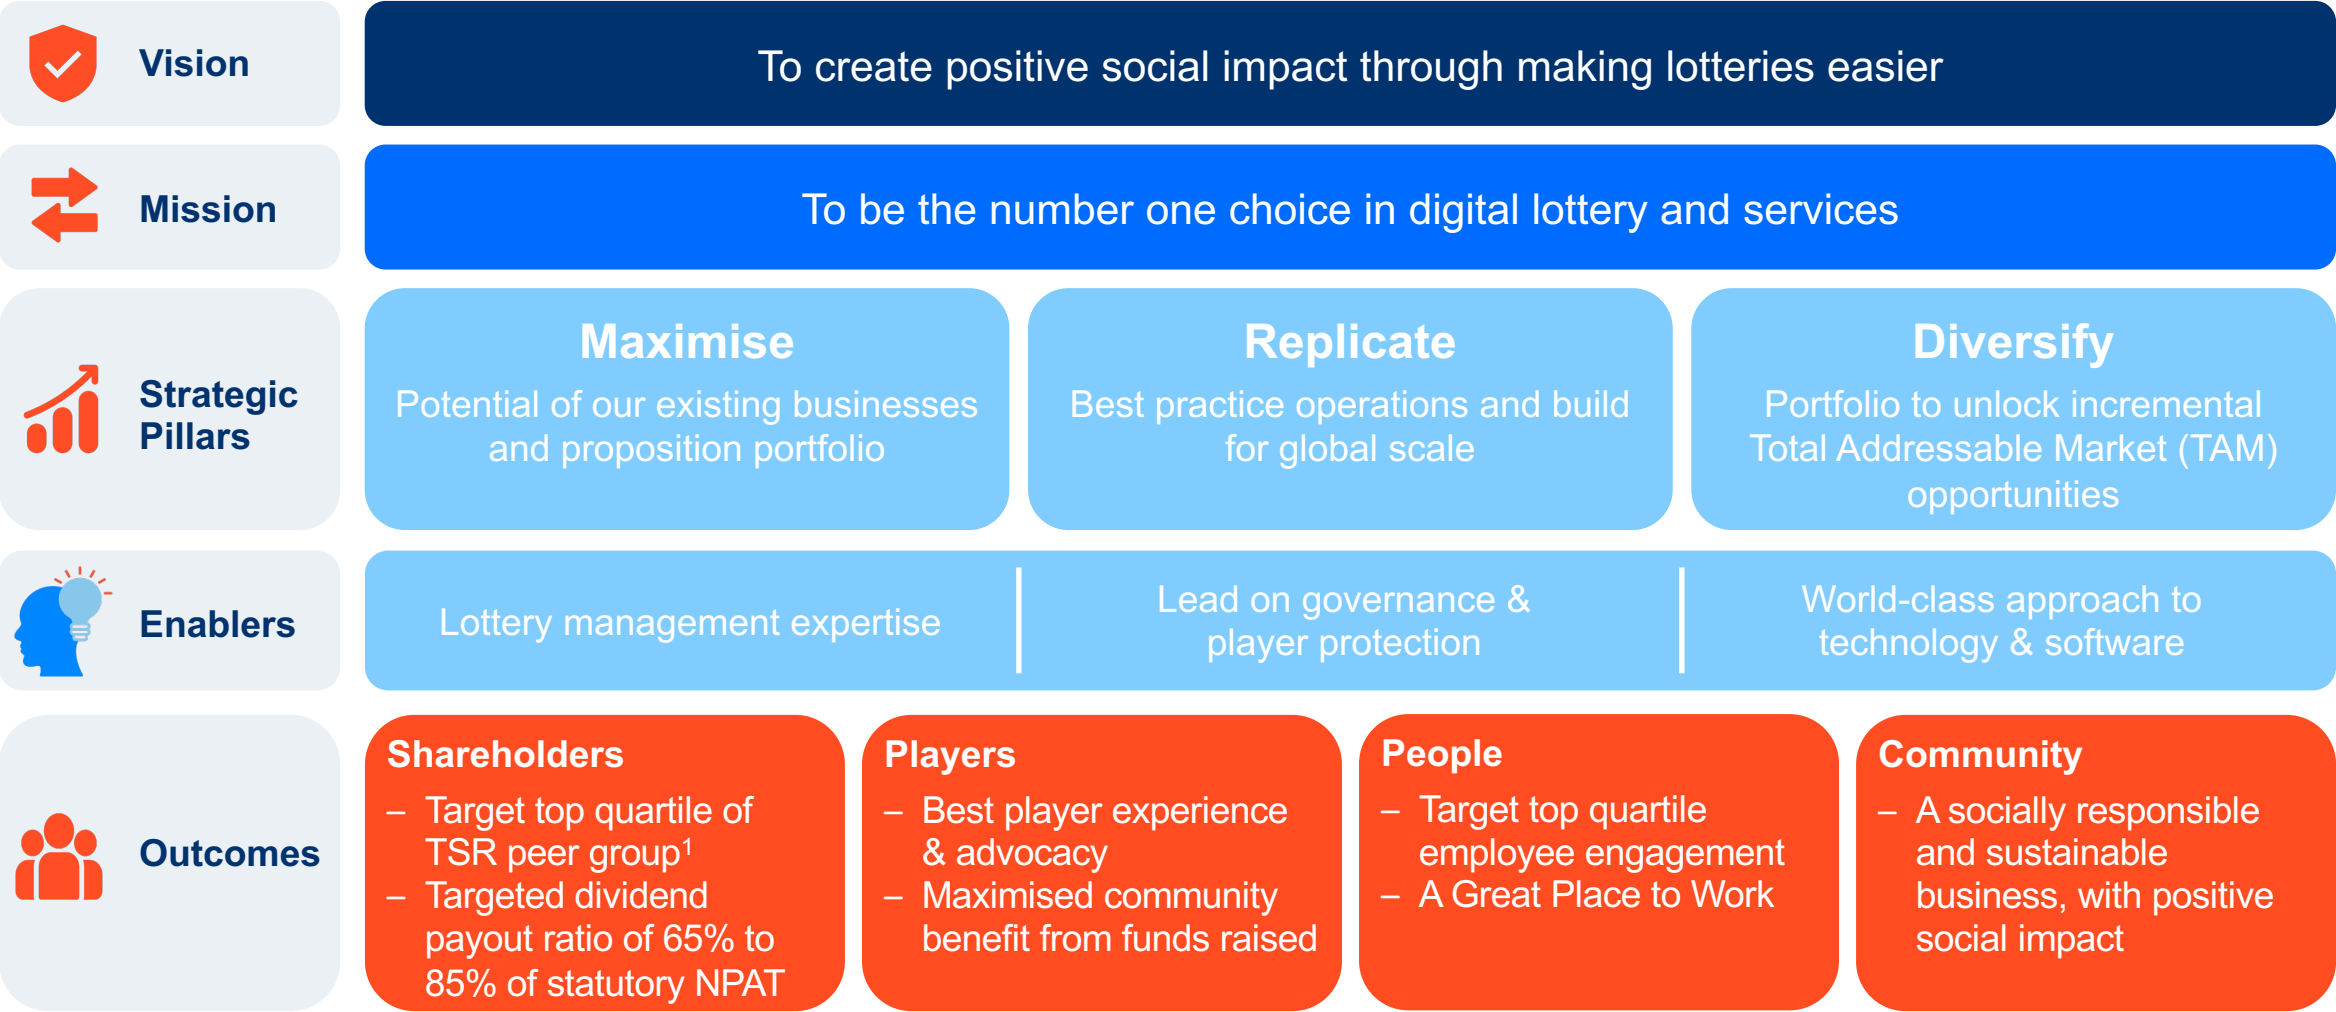 Vision
To create positive social impact through making lotteries easier
Mission
To be the number one choice in digital lottery and services
Strategic
Pillars
Maximise
Potential of our existing businesses
and proposition portfolio
Replicate
Best practice operations and build
for global scale
Diversify
Portfolio to unlock incremental
Total Addressable Market (TAM)
opportunities
Enablers
Lottery management expertise
Lead on governance &
player protection
World-class approach to
technology & software
Outcomes
Shareholders
– Target top quartile of
TSR peer group¹
– Targeted dividend
payout ratio of 65% to
85% of statutory NPAT
Players
– Best player experience
& advocacy
– Maximised community
benefit from funds raised
People
– Target top quartile
employee engagement
– A Great Place to Work
Community
– A socially responsible
and sustainable
business, with positive
social impact